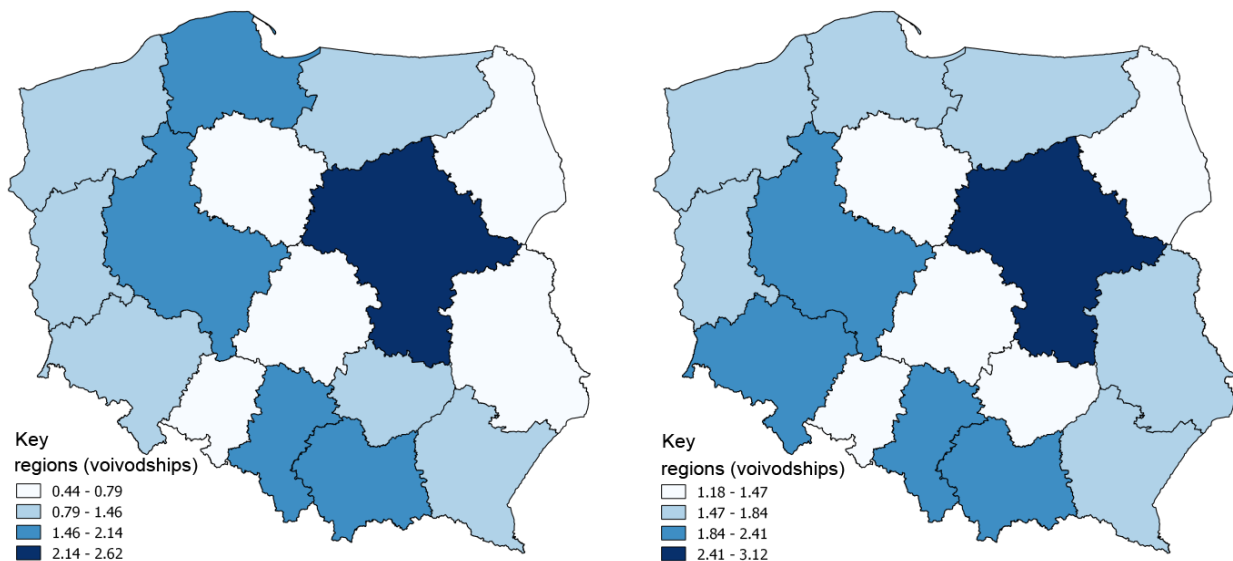 Key
regions (voivodships)
0.44 - 0.79
0.79 - 1.46
1.46 - 2.14
2.14 - 2.62
Key
regions (voivodships)
1.18 - 1.47
1.47 - 1.84
1.84 - 2.41
2.41 - 3.12